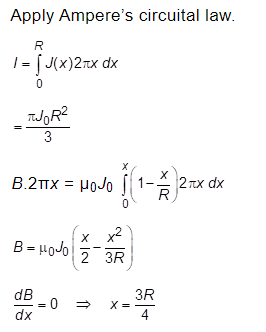 Apply Ampere's circuital law.
I = ∫₀ᴿ J(x)2πx dx
= πJ₀R²/3
B.2πx = μ₀J₀ ∫₀ˣ (1 − x/R) 2πx dx
B = μ₀J₀ (x/2 − x²/3R)
dB/dx = 0 ⇒ x = 3R/4